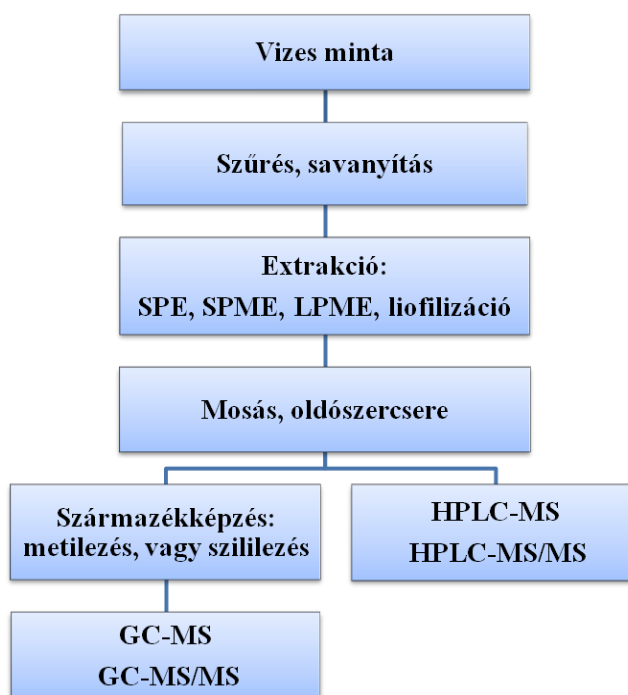 Vizes minta
Szűrés, savanyítás
Extrakció:
SPE, SPME, LPME, liofilizáció
Mosás, oldószercsere
Származékképzés:
metilezés, vagy szililezés
HPLC-MS
HPLC-MS/MS
GC-MS
GC-MS/MS